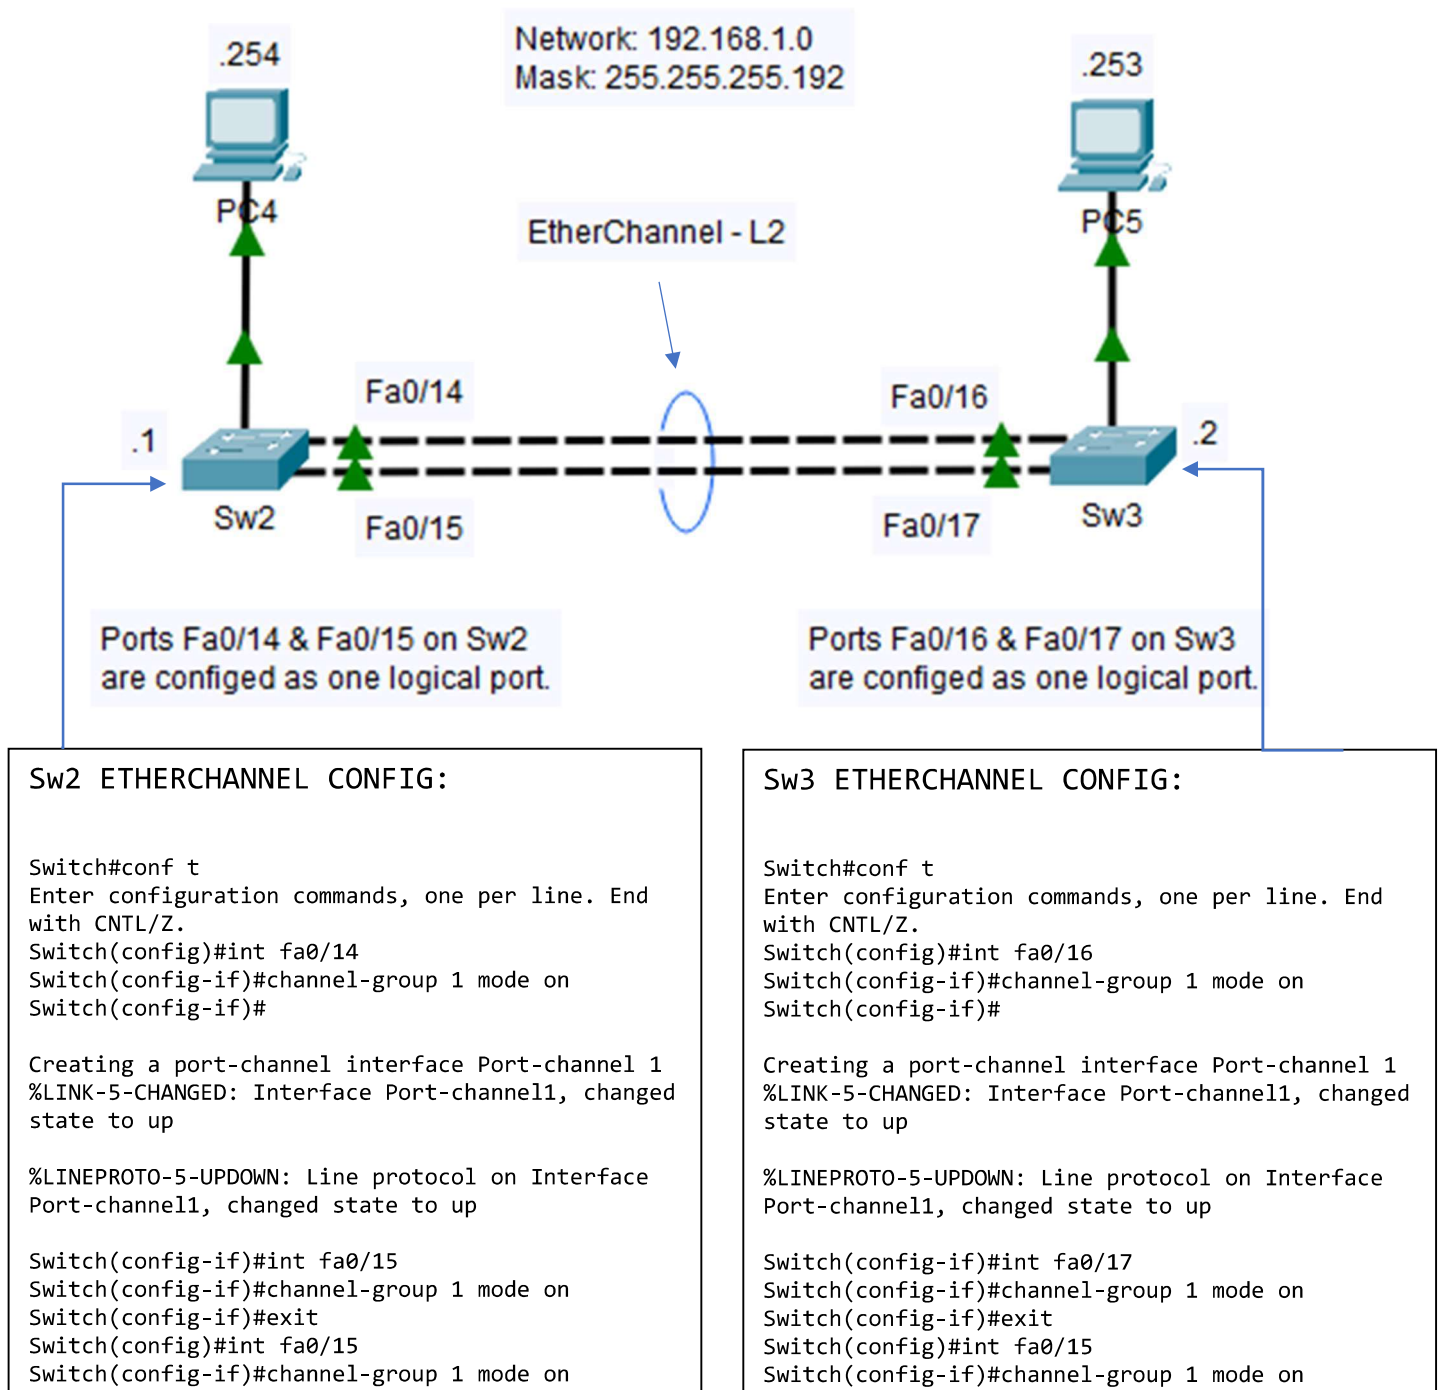 .254
Network: 192.168.1.0
Mask: 255.255.255.192
.253
PC4
EtherChannel - L2
PC5
Fa0/14
Fa0/16
.1
.2
Sw2
Fa0/15
Fa0/17
Sw3
Ports Fa0/14 & Fa0/15 on Sw2
are configed as one logical port.
Ports Fa0/16 & Fa0/17 on Sw3
are configed as one logical port.
Sw2 ETHERCHANNEL CONFIG:
Switch#conf t
Enter configuration commands, one per line. End
with CNTL/Z.
Switch(config)#int fa0/14
Switch(config-if)#channel-group 1 mode on
Switch(config-if)#
Creating a port-channel interface Port-channel 1
%LINK-5-CHANGED: Interface Port-channel1, changed
state to up
%LINEPROTO-5-UPDOWN: Line protocol on Interface
Port-channel1, changed state to up
Switch(config-if)#int fa0/15
Switch(config-if)#channel-group 1 mode on
Switch(config-if)#exit
Switch(config)#int fa0/15
Switch(config-if)#channel-group 1 mode on
Sw3 ETHERCHANNEL CONFIG:
Switch#conf t
Enter configuration commands, one per line. End
with CNTL/Z.
Switch(config)#int fa0/16
Switch(config-if)#channel-group 1 mode on
Switch(config-if)#
Creating a port-channel interface Port-channel 1
%LINK-5-CHANGED: Interface Port-channel1, changed
state to up
%LINEPROTO-5-UPDOWN: Line protocol on Interface
Port-channel1, changed state to up
Switch(config-if)#int fa0/17
Switch(config-if)#channel-group 1 mode on
Switch(config-if)#exit
Switch(config)#int fa0/15
Switch(config-if)#channel-group 1 mode on